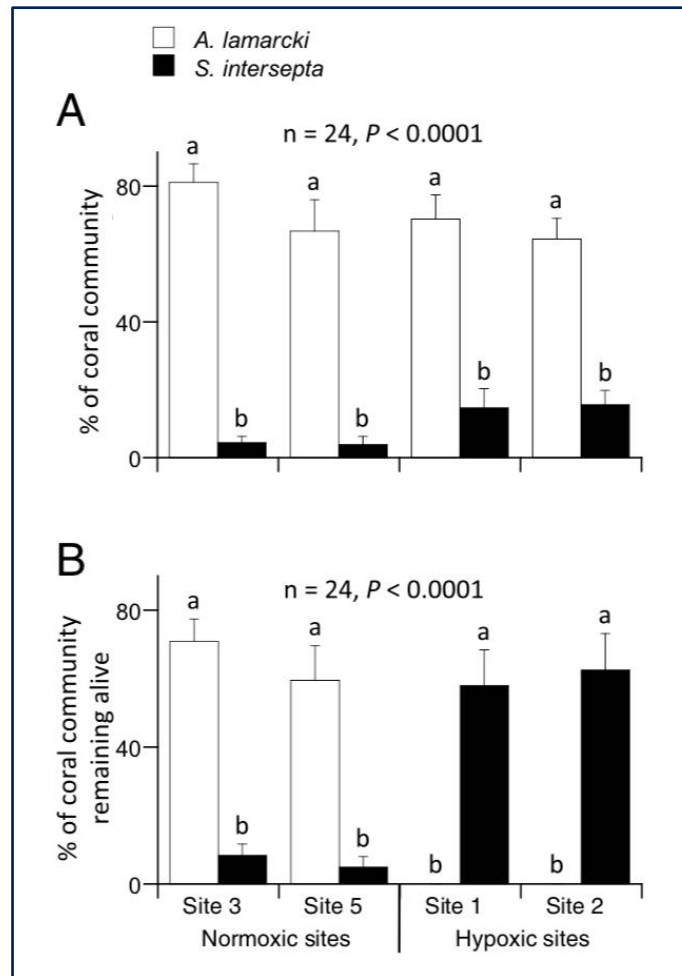 A. lamarcki
S. intersepta
A
n = 24, P < 0.0001
a
a
a
a
80
40
0
b
b
b
b
% of coral community
B
n = 24, P < 0.0001
a
a
a
a
80
40
0
b
b
b
b
% of coral community
remaining alive
Site 3
Site 5
Site 1
Site 2
Normoxic sites
Hypoxic sites